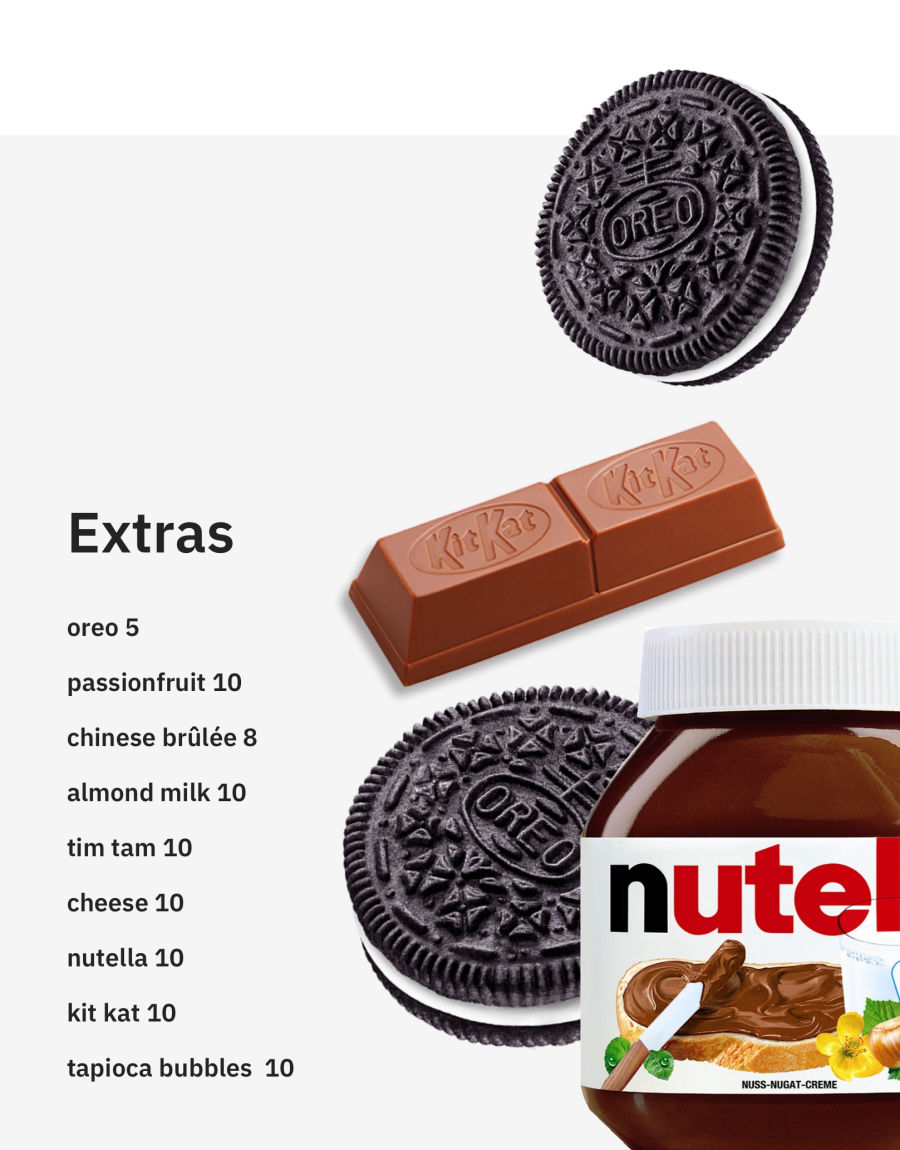 OREO
KitKat KitKat
Extras
oreo 5
passionfruit 10
chinese brûlée 8
almond milk 10
tim tam 10
cheese 10
nutella 10
kit kat 10
tapioca bubbles  10
OREO
nutel
NUSS-NUGAT-CREME